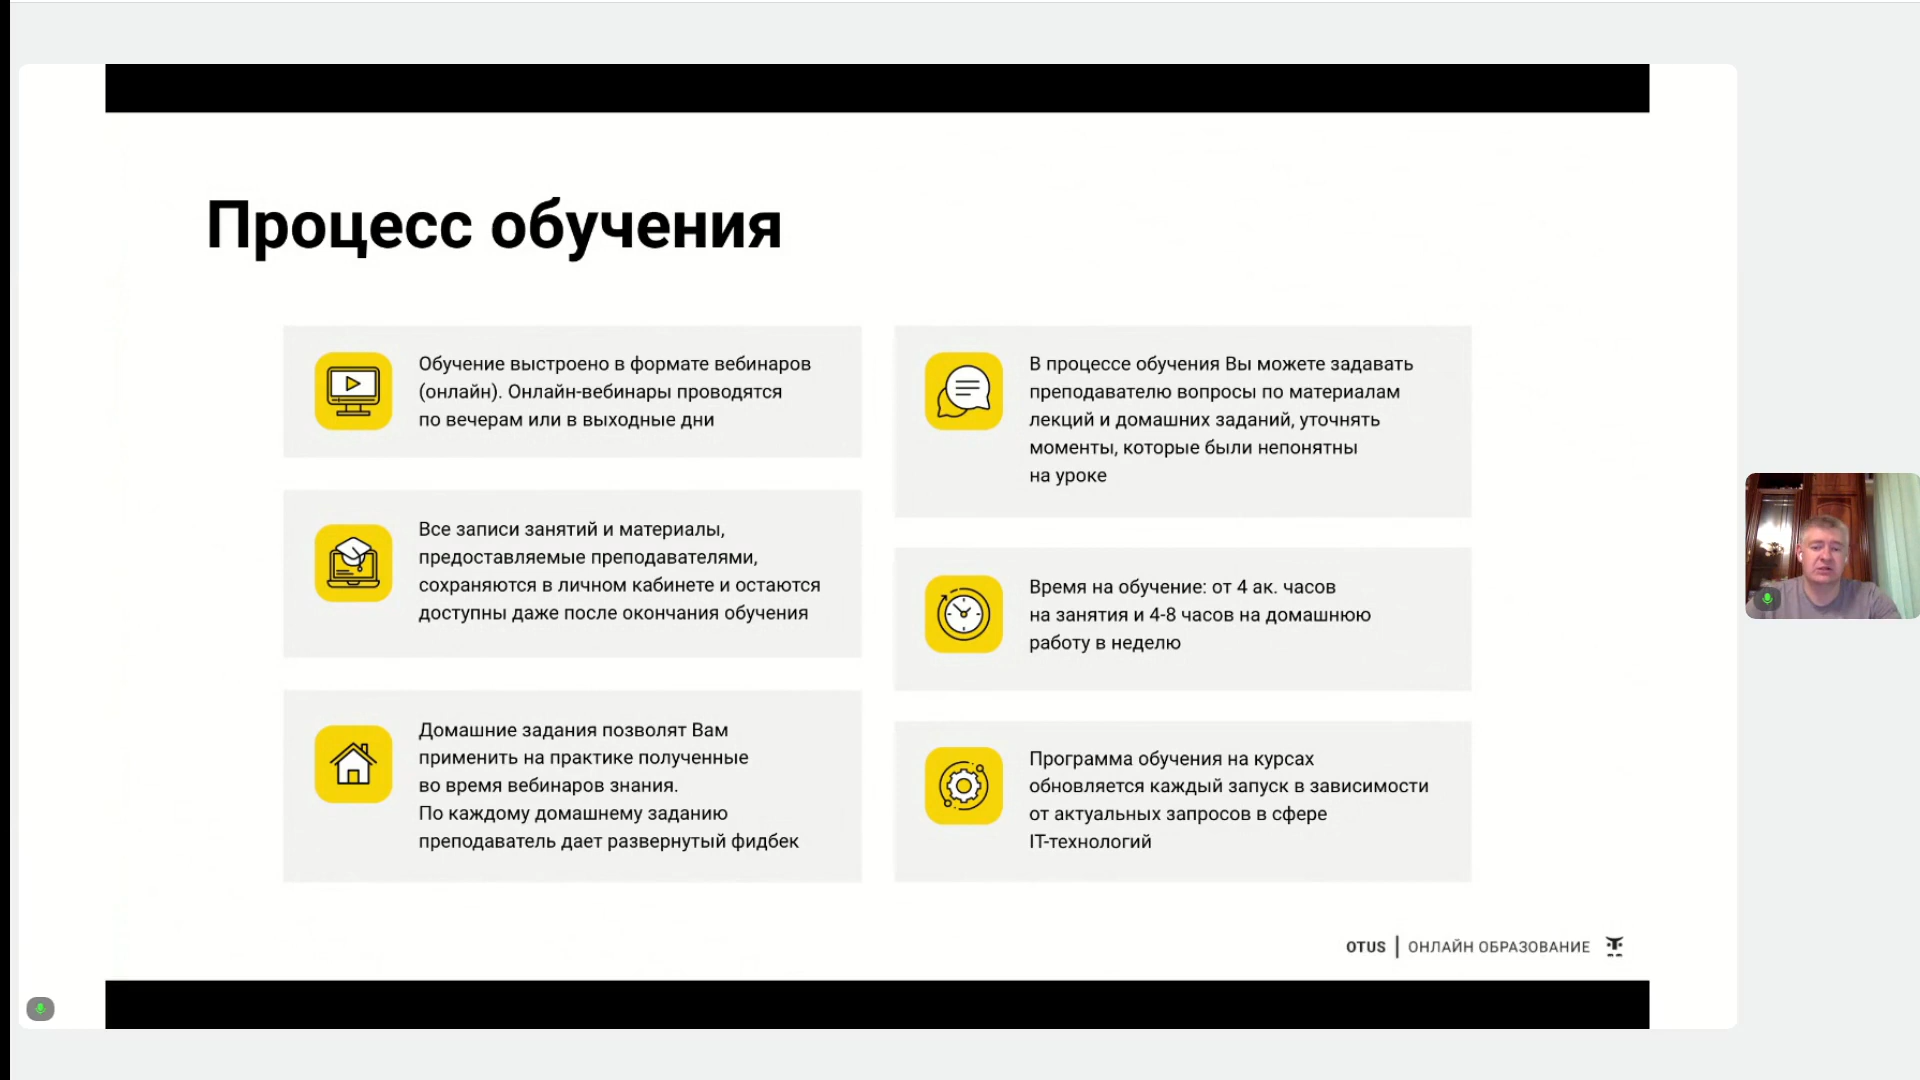 Процесс обучения
Обучение выстроено в формате вебинаров
(онлайн). Онлайн-вебинары проводятся
по вечерам или в выходные дни
Все записи занятий и материалы,
предоставляемые преподавателями,
сохраняются в личном кабинете и остаются
доступны даже после окончания обучения
Домашние задания позволят Вам
применить на практике полученные
во время вебинаров знания.
По каждому домашнему заданию
преподаватель дает развернутый фидбек
В процессе обучения Вы можете задавать
преподавателю вопросы по материалам
лекций и домашних заданий, уточнять
моменты, которые были непонятны
на уроке
Время на обучение: от 4 ак. часов
на занятия и 4-8 часов на домашнюю
работу в неделю
Программа обучения на курсах
обновляется каждый запуск в зависимости
от актуальных запросов в сфере
IT-технологий
OTUS | ОНЛАЙН ОБРАЗОВАНИЕ